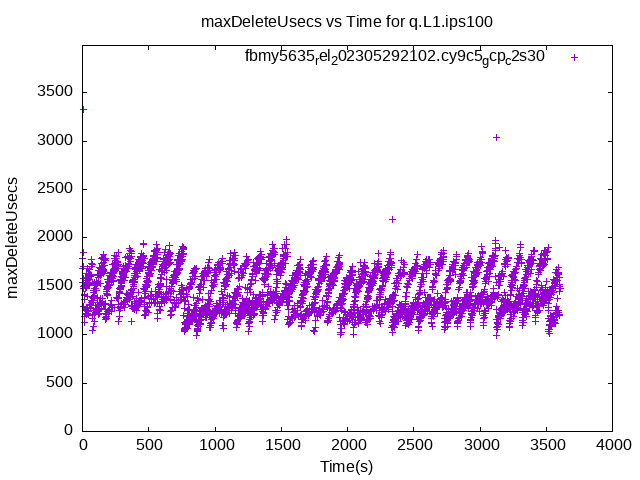 maxDeleteUsecs vs Time for q.L1.ips100
fbmy5635rel202305292102.cy9c5gcpc2s30
3500
3000
2500
2000
1500
1000
500
0
maxDeleteUsecs
0 500 1000 1500 2000 2500 3000 3500 4000
Time(s)